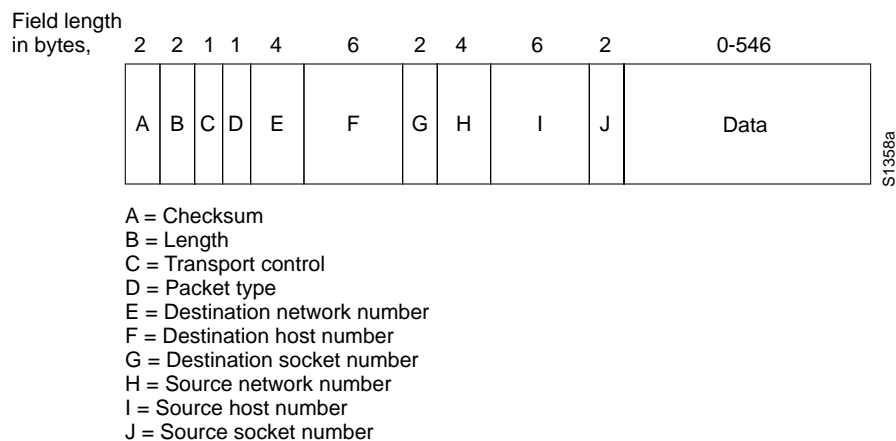 Field length
in bytes, 2 2 1 1 4 6 2 4 6 2 0-546
A B C D E F G H I J Data
S1358a
A = Checksum
B = Length
C = Transport control
D = Packet type
E = Destination network number
F = Destination host number
G = Destination socket number
H = Source network number
I = Source host number
J = Source socket number